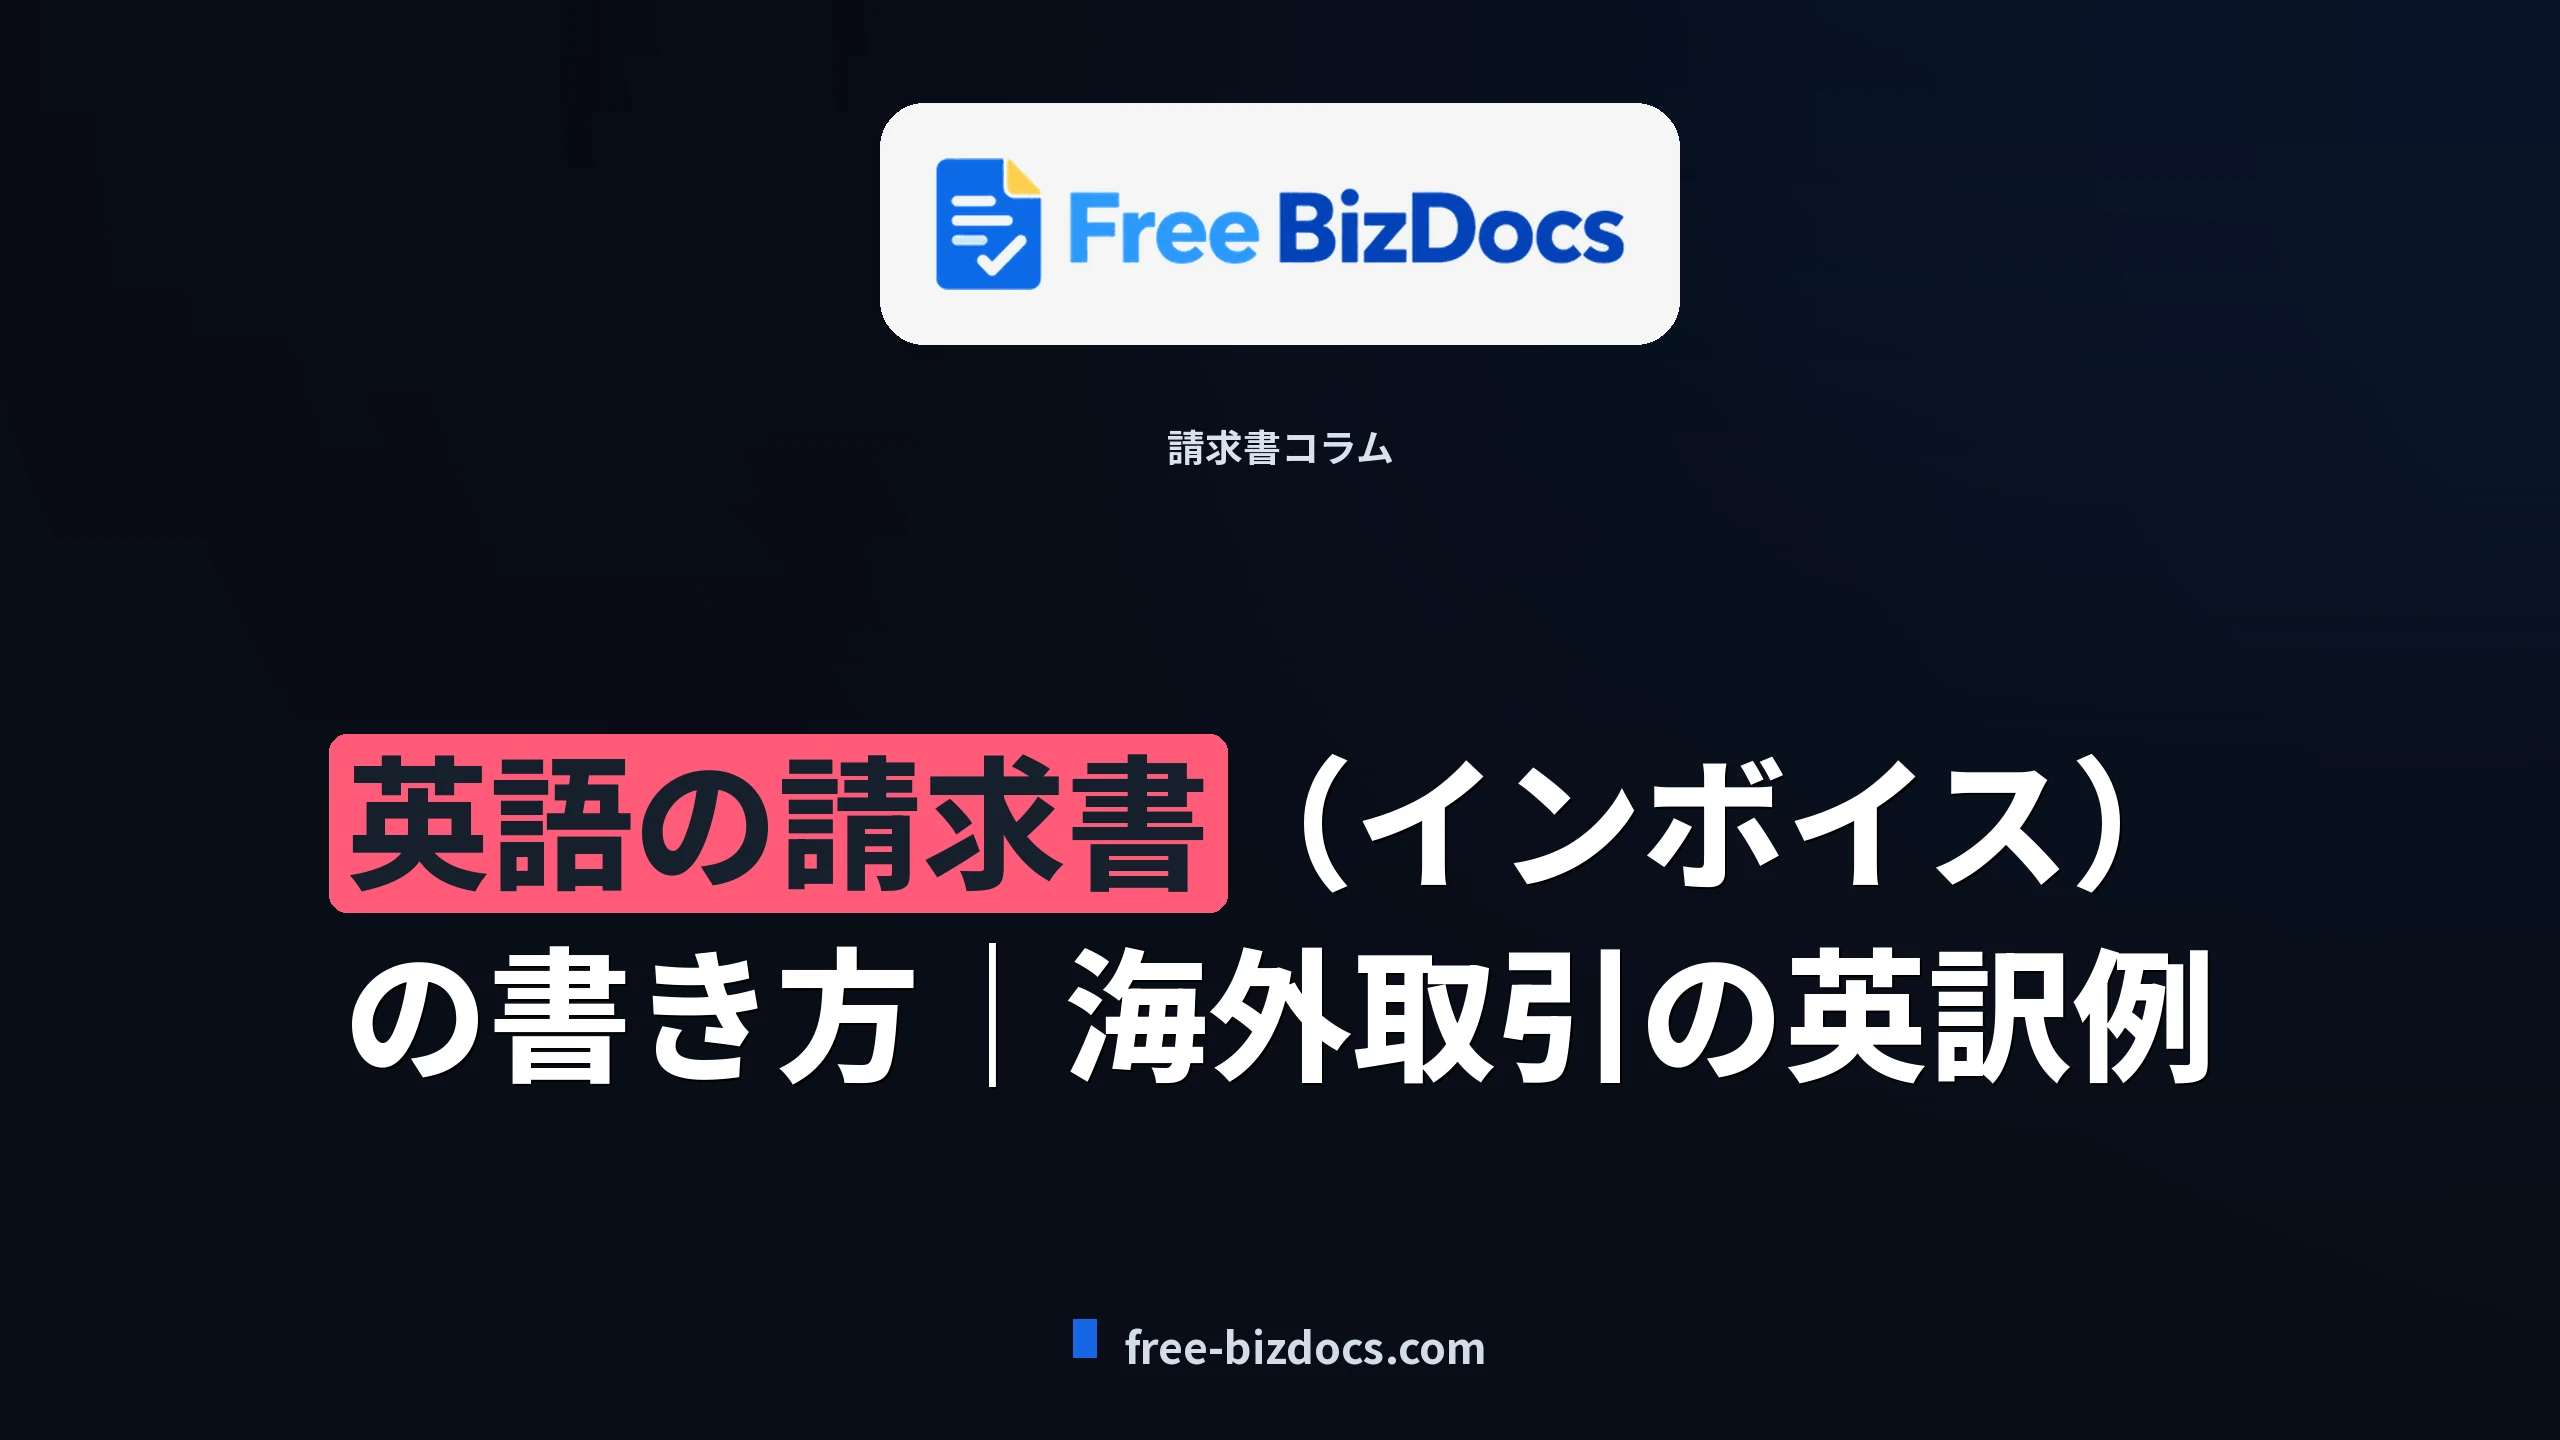 Free BizDocs
請求書コラム
英語の請求書（インボイス）
の書き方｜海外取引の英訳例
free-bizdocs.com